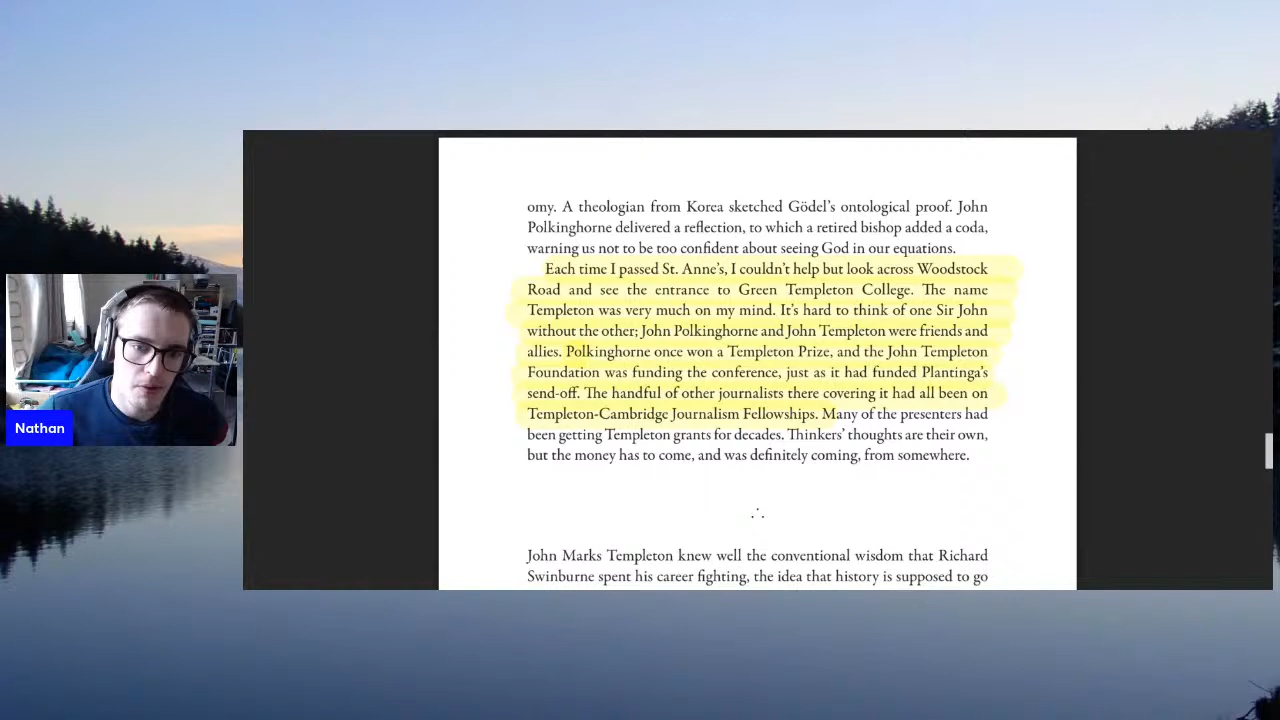 omy. A theologian from Korea sketched Gödel's ontological proof. John
Polkinghorne delivered a reflection, to which a retired bishop added a coda,
warning us not to be too confident about seeing God in our equations.
Each time I passed St. Anne's, I couldn't help but look across Woodstock
Road and see the entrance to Green Templeton College. The name
Templeton was very much on my mind. It's hard to think of one Sir John
without the other; John Polkinghorne and John Templeton were friends and
allies. Polkinghorne once won a Templeton Prize, and the John Templeton
Foundation was funding the conference, just as it had funded Plantinga's
send-off. The handful of other journalists there covering it had all been on
Templeton-Cambridge Journalism Fellowships. Many of the presenters had
been getting Templeton grants for decades. Thinkers' thoughts are their own,
but the money has to come, and was definitely coming, from somewhere.
John Marks Templeton knew well the conventional wisdom that Richard
Swinburne spent his career fighting, the idea that history is supposed to go
Nathan